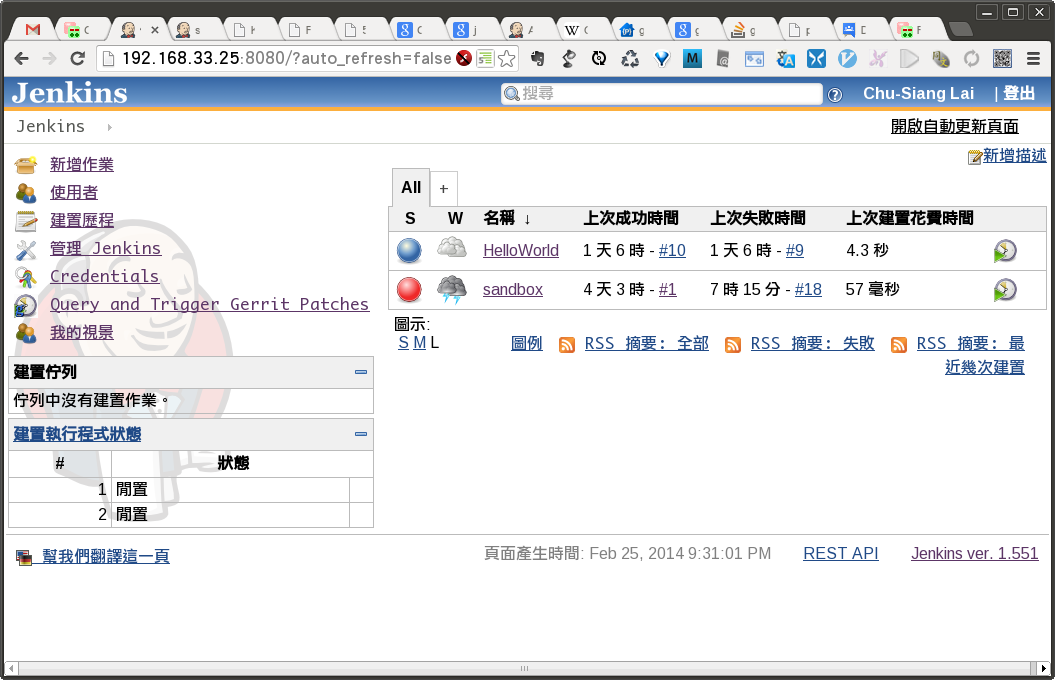 C
s
H
F
5
C
j
A
C
g
g
g
p
D
F
192.168.33.25:8080/?auto_refresh=false
Jenkins
搜尋
Chu-Siang Lai | 登出
Jenkins
開啟自動更新頁面
新增描述
新增作業
使用者
建置歷程
管理 Jenkins
Credentials
Query and Trigger Gerrit Patches
我的視景
建置佇列
佇列中沒有建置作業。
建置執行程式狀態
# 狀態
1 閒置
2 閒置
All +
S W 名稱 ↓ 上次成功時間 上次失敗時間 上次建置花費時間
HelloWorld 1 天 6 時 - #10 1 天 6 時 - #9 4.3 秒
sandbox 4 天 3 時 - #1 7 時 15 分 - #18 57 毫秒
圖示:
S M L 圖例 RSS 摘要: 全部 RSS 摘要: 失敗 RSS 摘要: 最
近幾次建置
幫我們翻譯這一頁 頁面產生時間: Feb 25, 2014 9:31:01 PM REST API Jenkins ver. 1.551